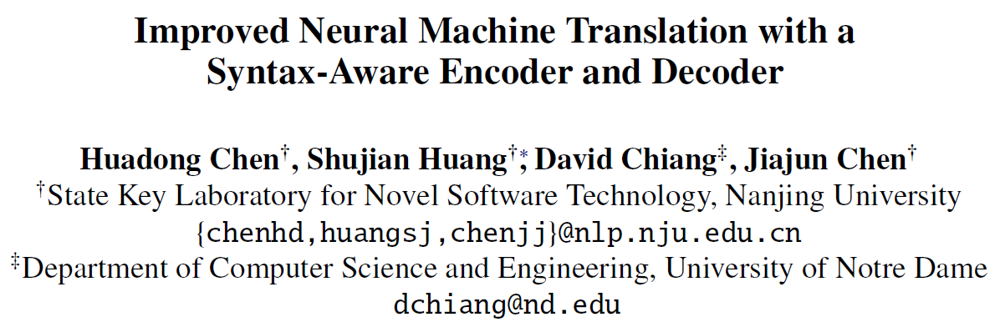 Improved Neural Machine Translation with a
Syntax-Aware Encoder and Decoder
Huadong Chen†, Shujian Huang†*, David Chiang‡, Jiajun Chen†
†State Key Laboratory for Novel Software Technology, Nanjing University
{chenhd,huangsj,chenjj}@nlp.nju.edu.cn
‡Department of Computer Science and Engineering, University of Notre Dame
dchiang@nd.edu